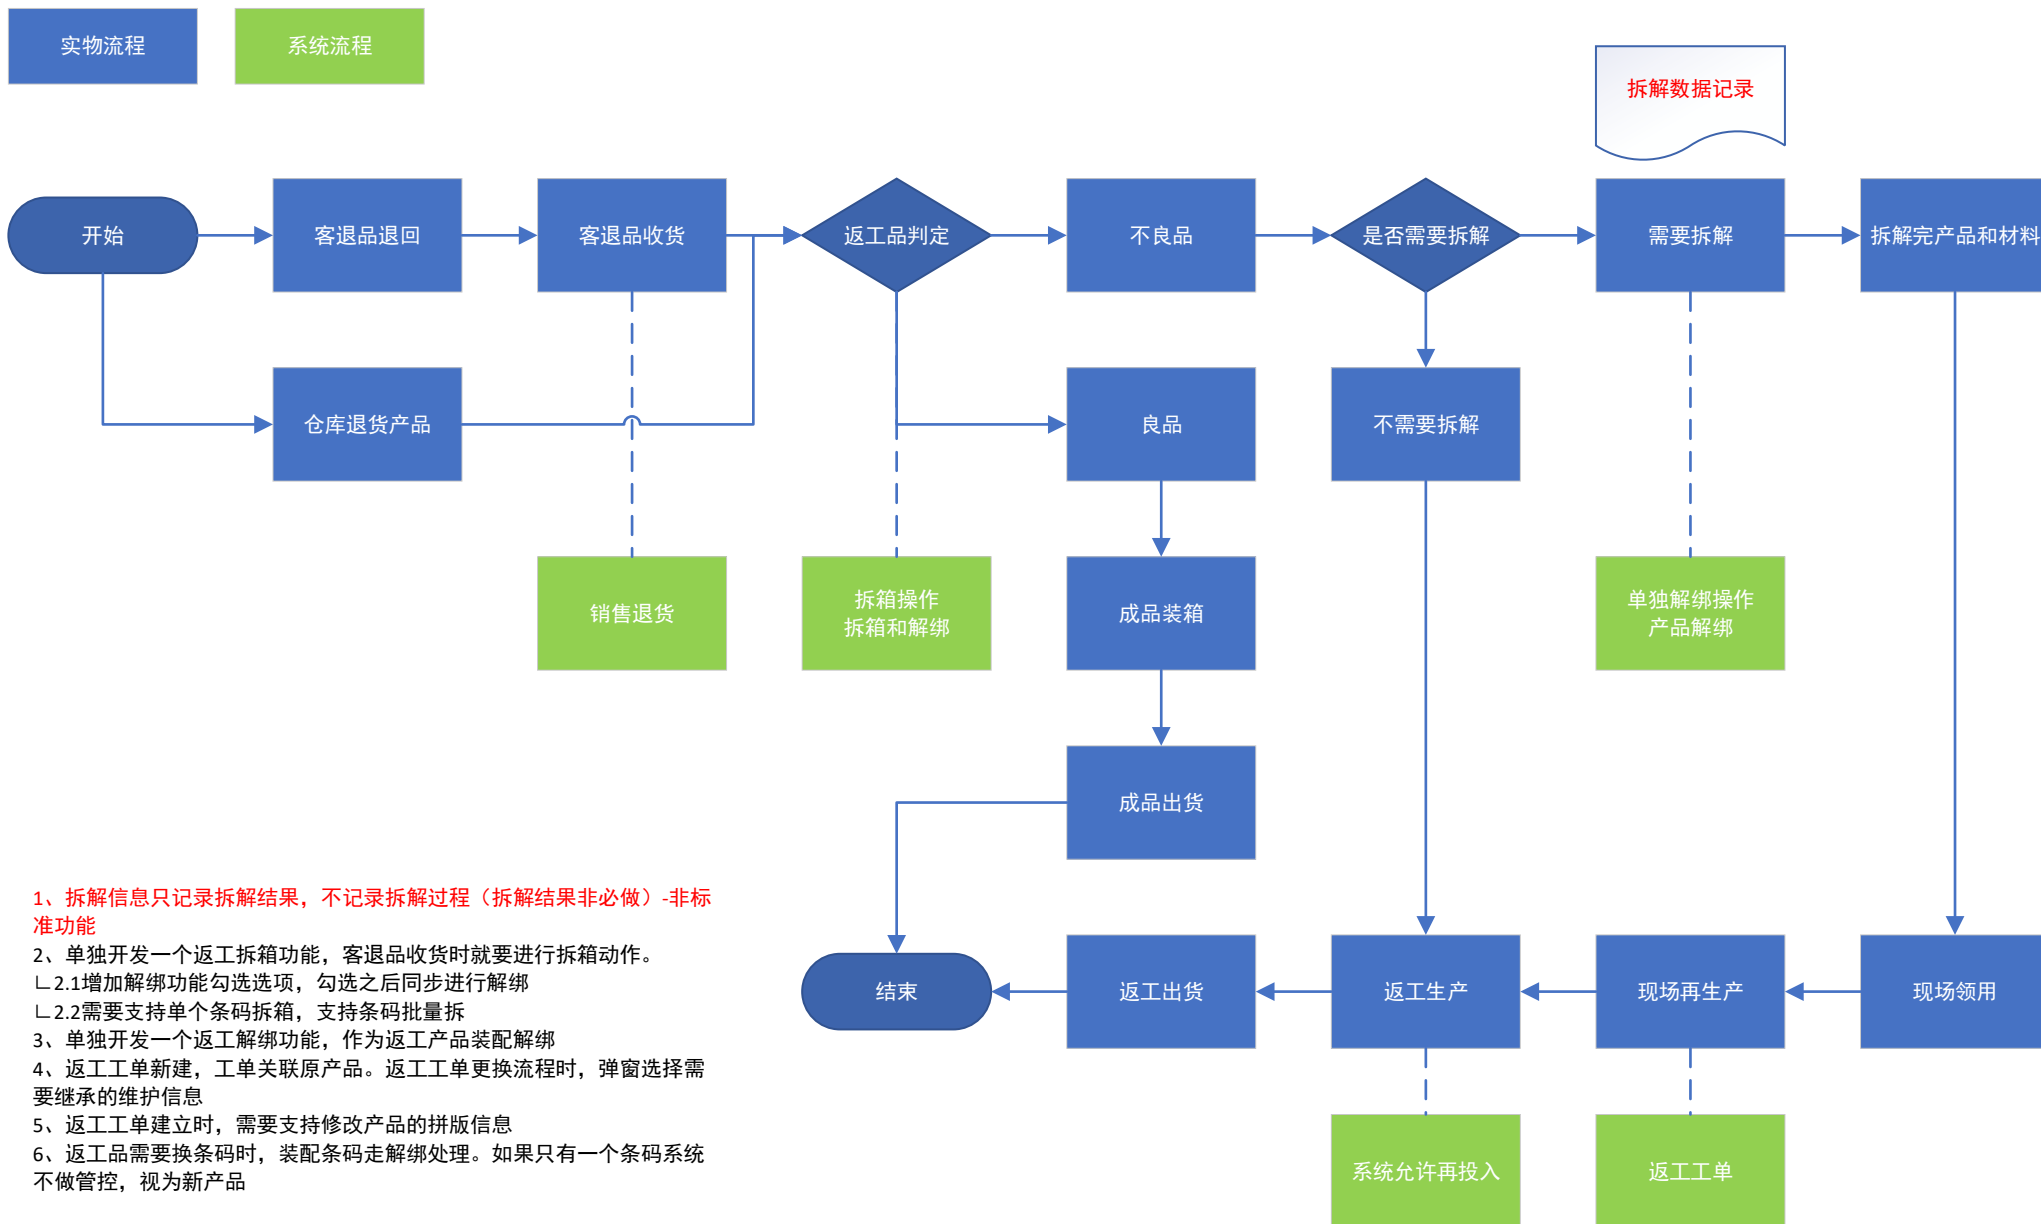 实物流程
系统流程
拆解数据记录
开始
客退品退回
客退品收货
返工品判定
不良品
是否需要拆解
需要拆解
拆解完产品和材料
仓库退货产品
良品
不需要拆解
销售退货
拆箱操作
拆箱和解绑
成品装箱
单独解绑操作
产品解绑
成品出货
1、拆解信息只记录拆解结果，不记录拆解过程（拆解结果非必做）-非标
准功能
2、单独开发一个返工拆箱功能，客退品收货时就要进行拆箱动作。
∟2.1增加解绑功能勾选选项，勾选之后同步进行解绑
∟2.2需要支持单个条码拆箱，支持条码批量拆
3、单独开发一个返工解绑功能，作为返工产品装配解绑
4、返工工单新建，工单关联原产品。返工工单更换流程时，弹窗选择需
要继承的维护信息
5、返工工单建立时，需要支持修改产品的拼版信息
6、返工品需要换条码时，装配条码走解绑处理。如果只有一个条码系统
不做管控，视为新产品
结束
返工出货
返工生产
现场再生产
现场领用
系统允许再投入
返工工单